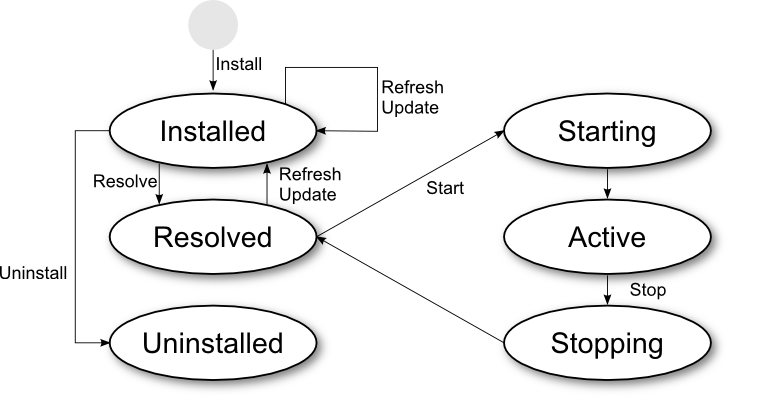 Install
Refresh
Update
Installed
Starting
Resolve
Refresh
Update
Start
Resolved
Active
Uninstall
Stop
Uninstalled
Stopping